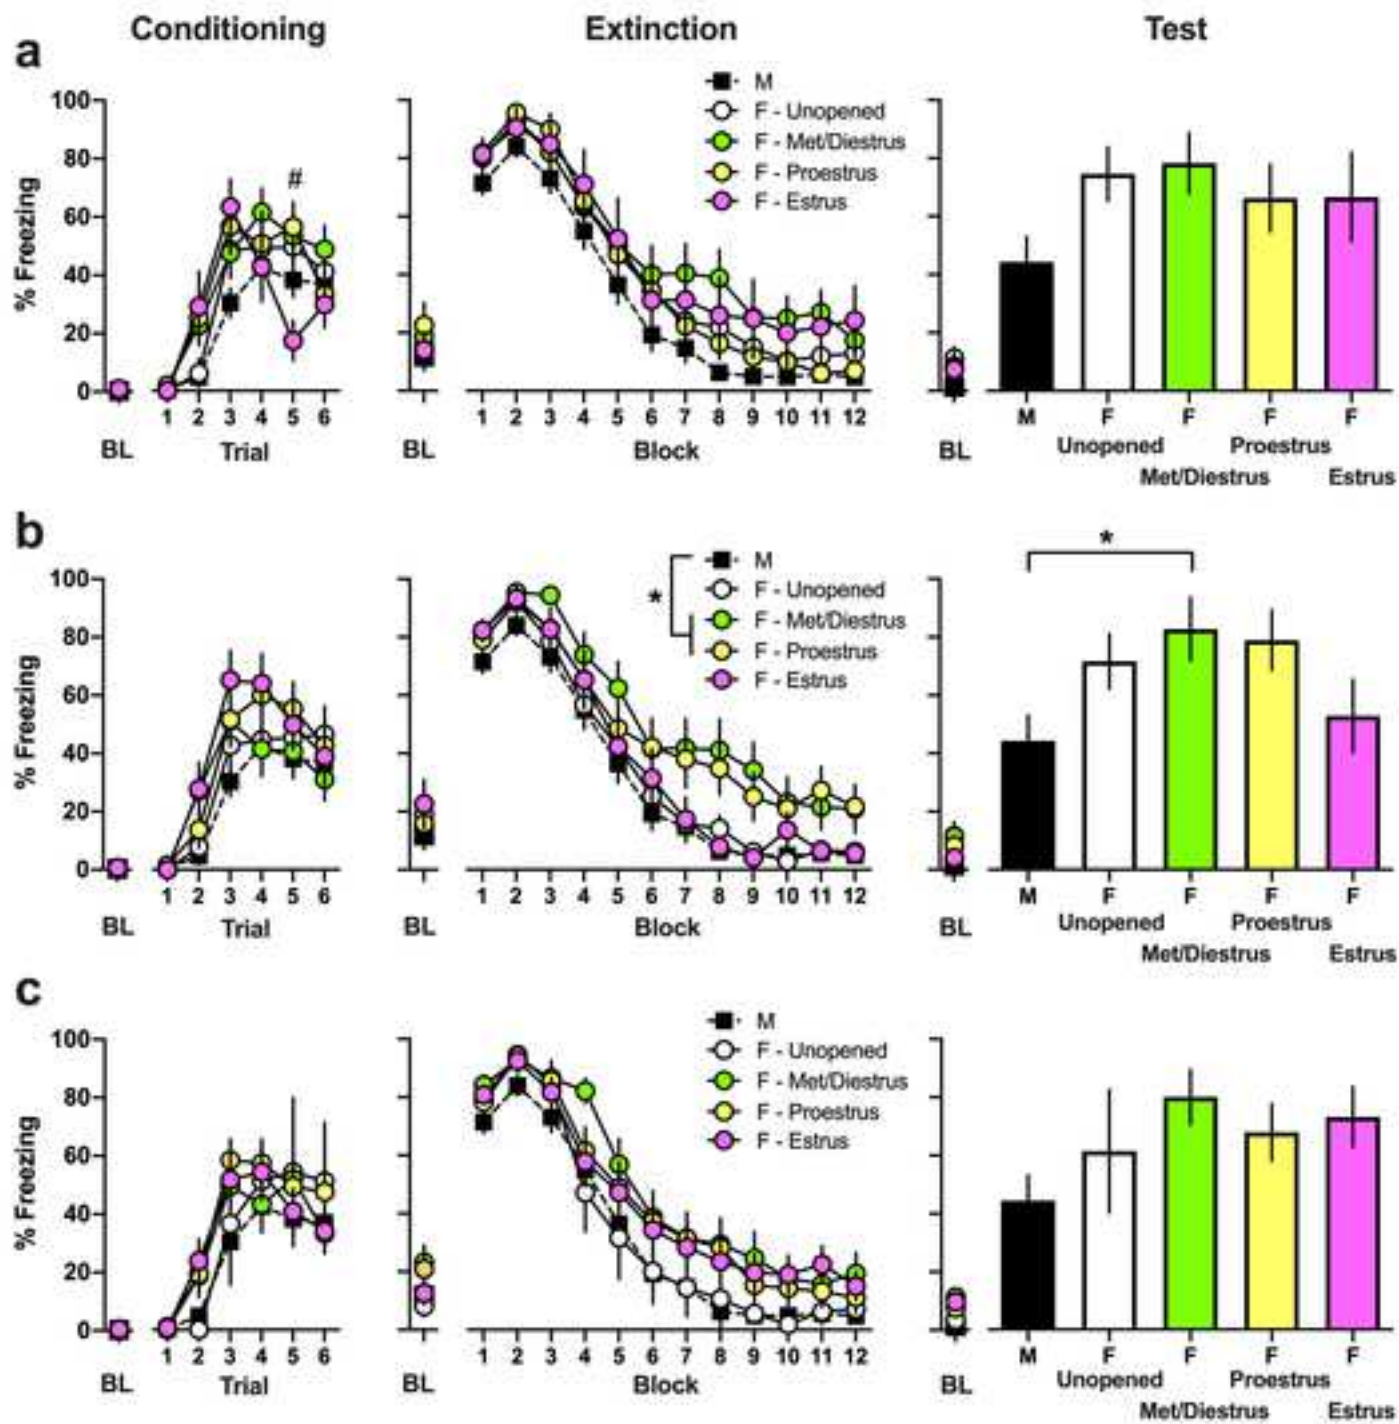 Conditioning Extinction Test
a
M
F - Unopened
F - Met/Diestrus
F - Proestrus
F - Estrus
#
% Freezing
100
80
60
40
20
0
1 2 3 4 5 6
1 2 3 4 5 6 7 8 9 10 11 12
M F F F F
BL Trial BL Block BL
Unopened Proestrus
Met/Diestrus Estrus
b
*
M
F - Unopened
F - Met/Diestrus
F - Proestrus
F - Estrus
*
% Freezing
100
80
60
40
20
0
1 2 3 4 5 6
1 2 3 4 5 6 7 8 9 10 11 12
M F F F F
BL Trial BL Block BL
Unopened Proestrus
Met/Diestrus Estrus
c
M
F - Unopened
F - Met/Diestrus
F - Proestrus
F - Estrus
% Freezing
100
80
60
40
20
0
1 2 3 4 5 6
1 2 3 4 5 6 7 8 9 10 11 12
M F F F F
BL Trial BL Block BL
Unopened Proestrus
Met/Diestrus Estrus